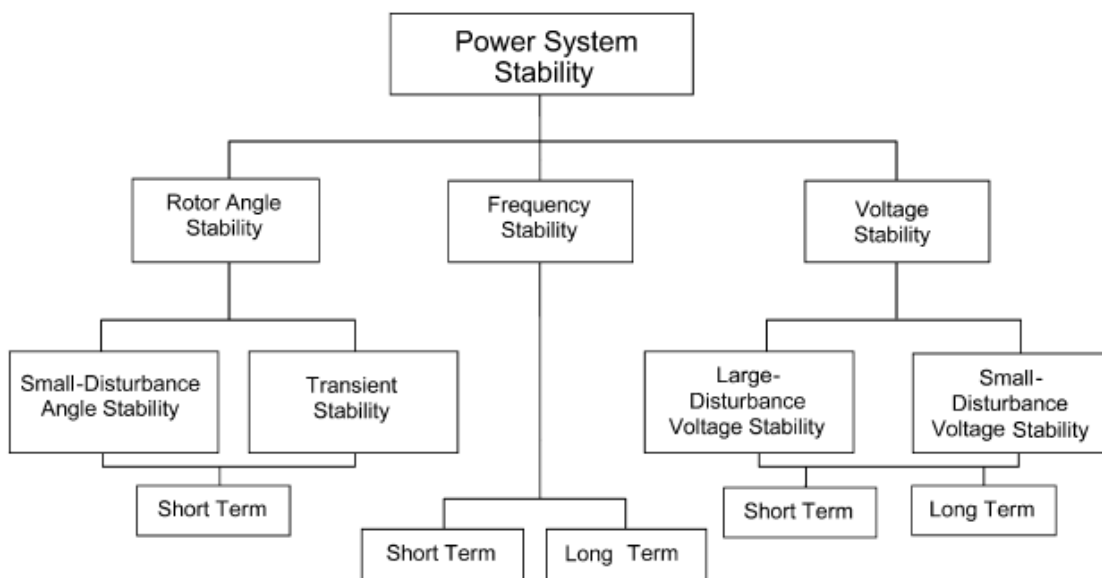 Power System
Stability
Rotor Angle
Stability
Frequency
Stability
Voltage
Stability
Small-Disturbance
Angle Stability
Transient
Stability
Large-
Disturbance
Voltage Stability
Small-
Disturbance
Voltage Stability
Short Term
Short Term
Long Term
Short Term
Long Term